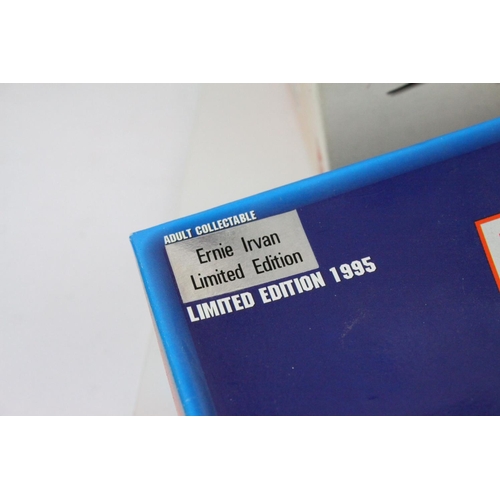 ADULT COLLECTABLE
Ernie Irvan
Limited Edition
LIMITED EDITION 1995